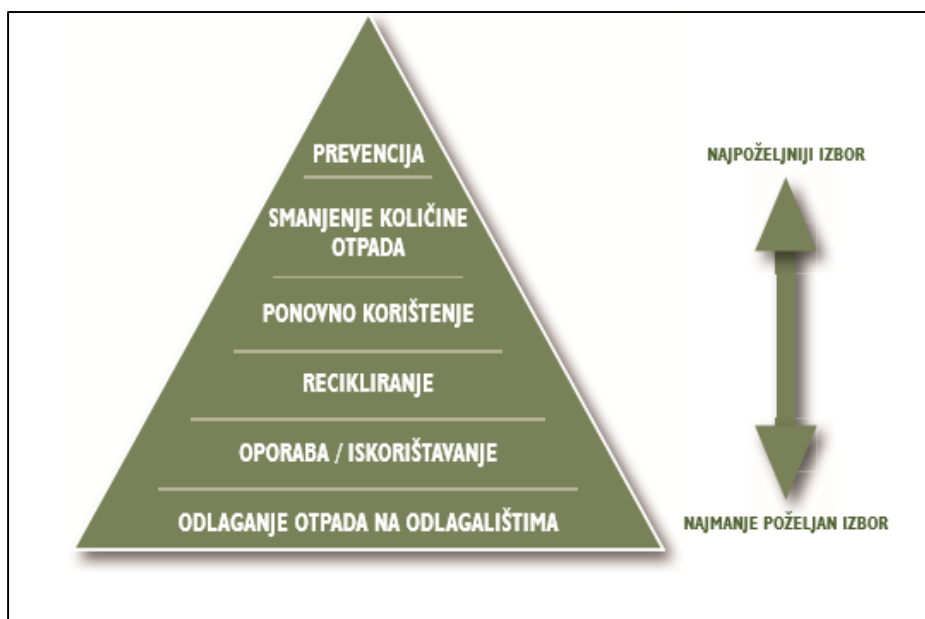 PREVENCIJA
SMANJENJE KOLIČINE
OTPADA
PONOVNO KORIŠTENJE
RECIKLIRANJE
OPORABA / ISKORIŠTAVANJE
ODLAGANJE OTPADA NA ODLAGALIŠTIMA
NAJPOŽELJNIJI IZBOR
NAJMANJE POŽELJAN IZBOR